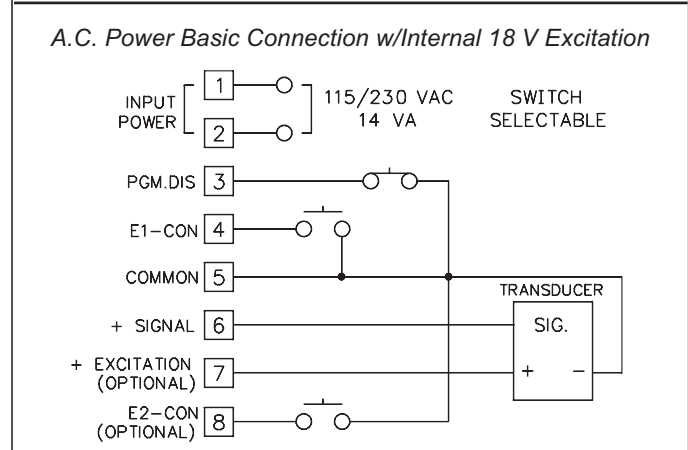 A.C. Power Basic Connection w/Internal 18 V Excitation
INPUT
POWER
1
2
115/230 VAC
14 VA
SWITCH
SELECTABLE
PGM.DIS 3
E1-CON 4
COMMON 5
TRANSDUCER
+ SIGNAL 6
SIG.
+ EXCITATION
(OPTIONAL)
7
+ −
E2-CON
(OPTIONAL)
8